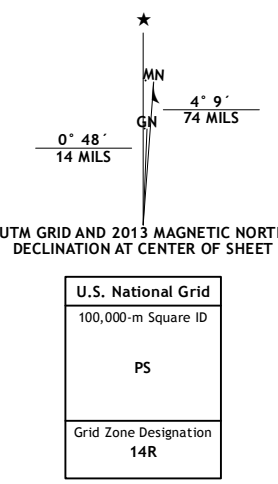 ★
MN
4° 9´
74 MILS
GN
0° 48´
14 MILS
UTM GRID AND 2013 MAGNETIC NORTH
DECLINATION AT CENTER OF SHEET
U.S. National Grid
100,000-m Square ID
PS
Grid Zone Designation
14R